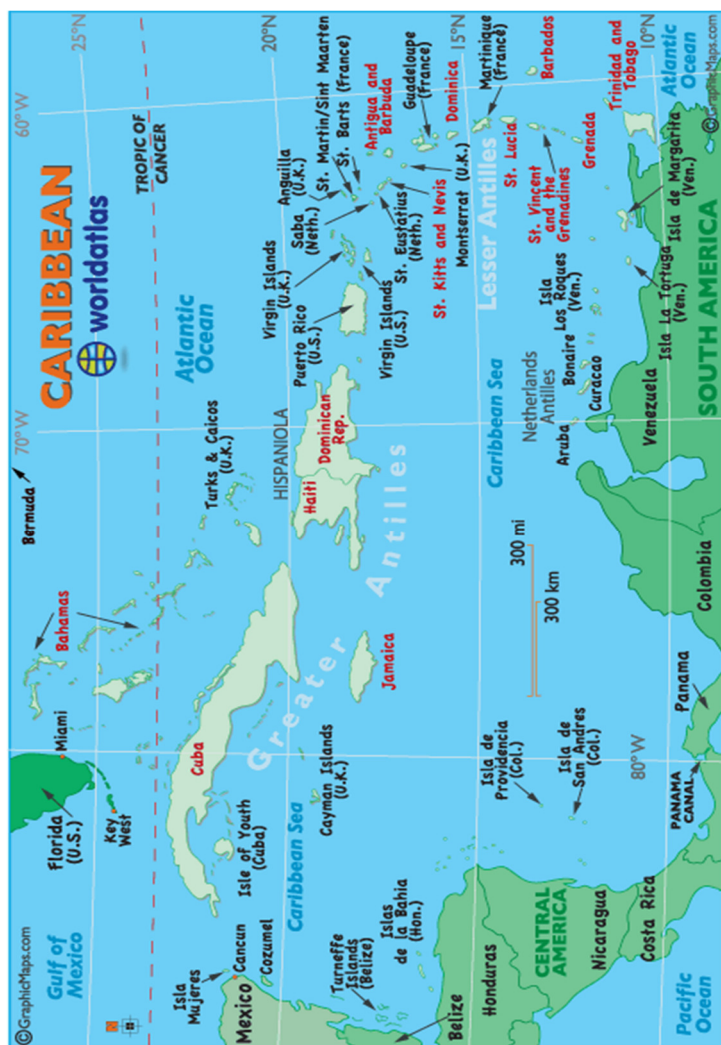 CARIBBEAN
worldatlas
©GraphicMaps.com
Gulf of
Mexico
Florida
(U.S.)
Miami
Key
West
Bahamas
Bermuda
70°W
60°W
25°N
TROPIC OF
CANCER
Atlantic
Ocean
Turks & Caicos
(U.K.)
Isla
Mujeres
Cancun
Cozumel
Mexico
Cuba
Isle of Youth
(Cuba)
Caribbean Sea
Cayman Islands
(U.K.)
Jamaica
Greater Antilles
HISPANIOLA
Haiti
Dominican
Rep.
20°N
Puerto Rico
(U.S.)
Virgin Islands
(U.K.)
Virgin Islands
(U.S.)
Anguilla
(U.K.)
St. Martin/Sint Maarten
St. Barts (France)
Saba
(Neth.)
St. Eustatius
(Neth.)
St. Kitts and Nevis
Antigua and
Barbuda
Montserrat (U.K.)
Guadeloupe
(France)
Dominica
Martinique
(France)
Lesser Antilles
St. Lucia
Barbados
St. Vincent
and the
Grenadines
Grenada
Trinidad and
Tobago
15°N
Turneffe
Islands
(Belize)
Islas
de la Bahia
(Hon.)
Belize
Honduras
CENTRAL
AMERICA
Nicaragua
Costa Rica
Isla de
Providencia
(Col.)
Isla de
San Andres
(Col.)
300 mi
300 km
Caribbean Sea
Netherlands
Antilles
Aruba
Bonaire
Curacao
Isla
Los Roques
(Ven.)
Isla La Tortuga
(Ven.)
Isla de Margarita
(Ven.)
10°N
80°W
PANAMA
CANAL
Panama
Colombia
Venezuela
SOUTH AMERICA
Pacific
Ocean
Atlantic
Ocean
©GraphicMaps.com